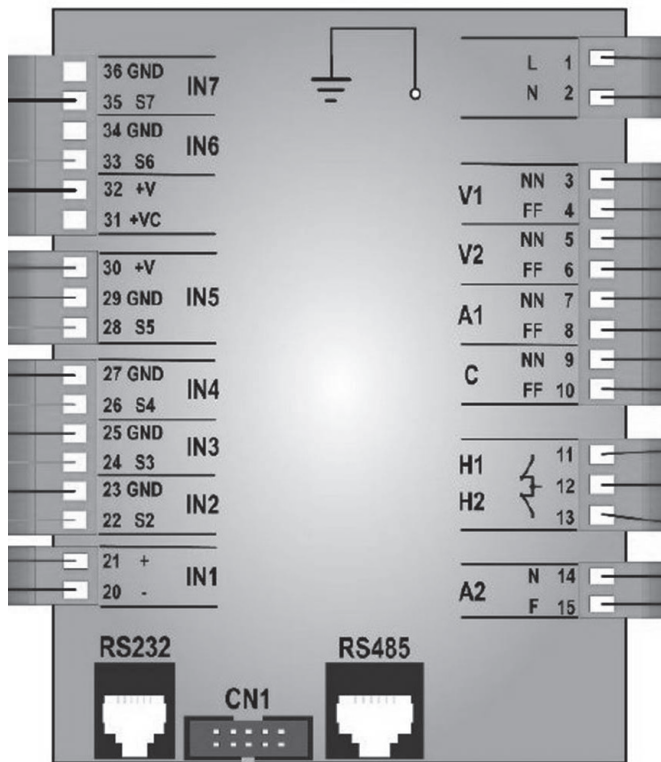 36 GND
IN7
35 S7
34 GND
IN6
33 S6
32 +V
31 +VC
30 +V
29 GND IN5
28 S5
27 GND
IN4
26 S4
25 GND
IN3
24 S3
23 GND
IN2
22 S2
21 +
IN1
20 -
L 1
N 2
NN 3
V1
FF 4
NN 5
V2
FF 6
NN 7
A1
FF 8
NN 9
C
FF 10
H1 11
12
H2
13
N 14
A2
F 15
RS232
RS485
CN1